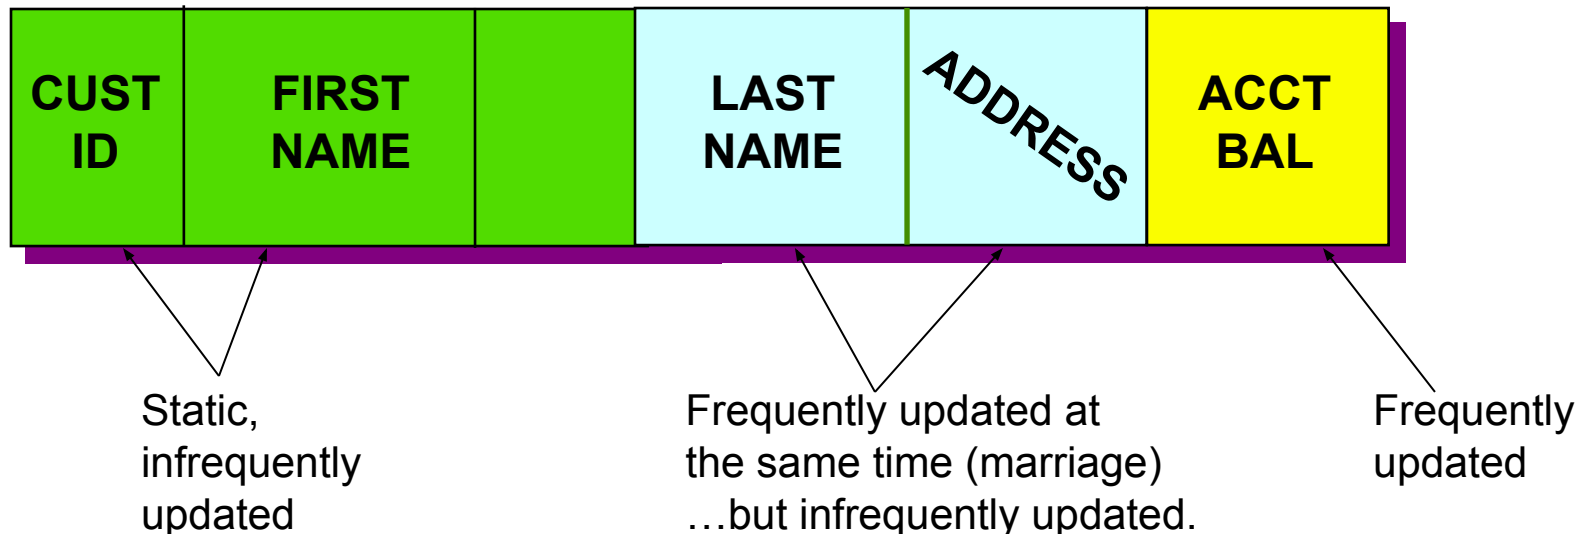 CUST
ID
FIRST
NAME
LAST
NAME
ADDRESS
ACCT
BAL
Static,
infrequently
updated
Frequently updated at
the same time (marriage)
…but infrequently updated.
Frequently
updated